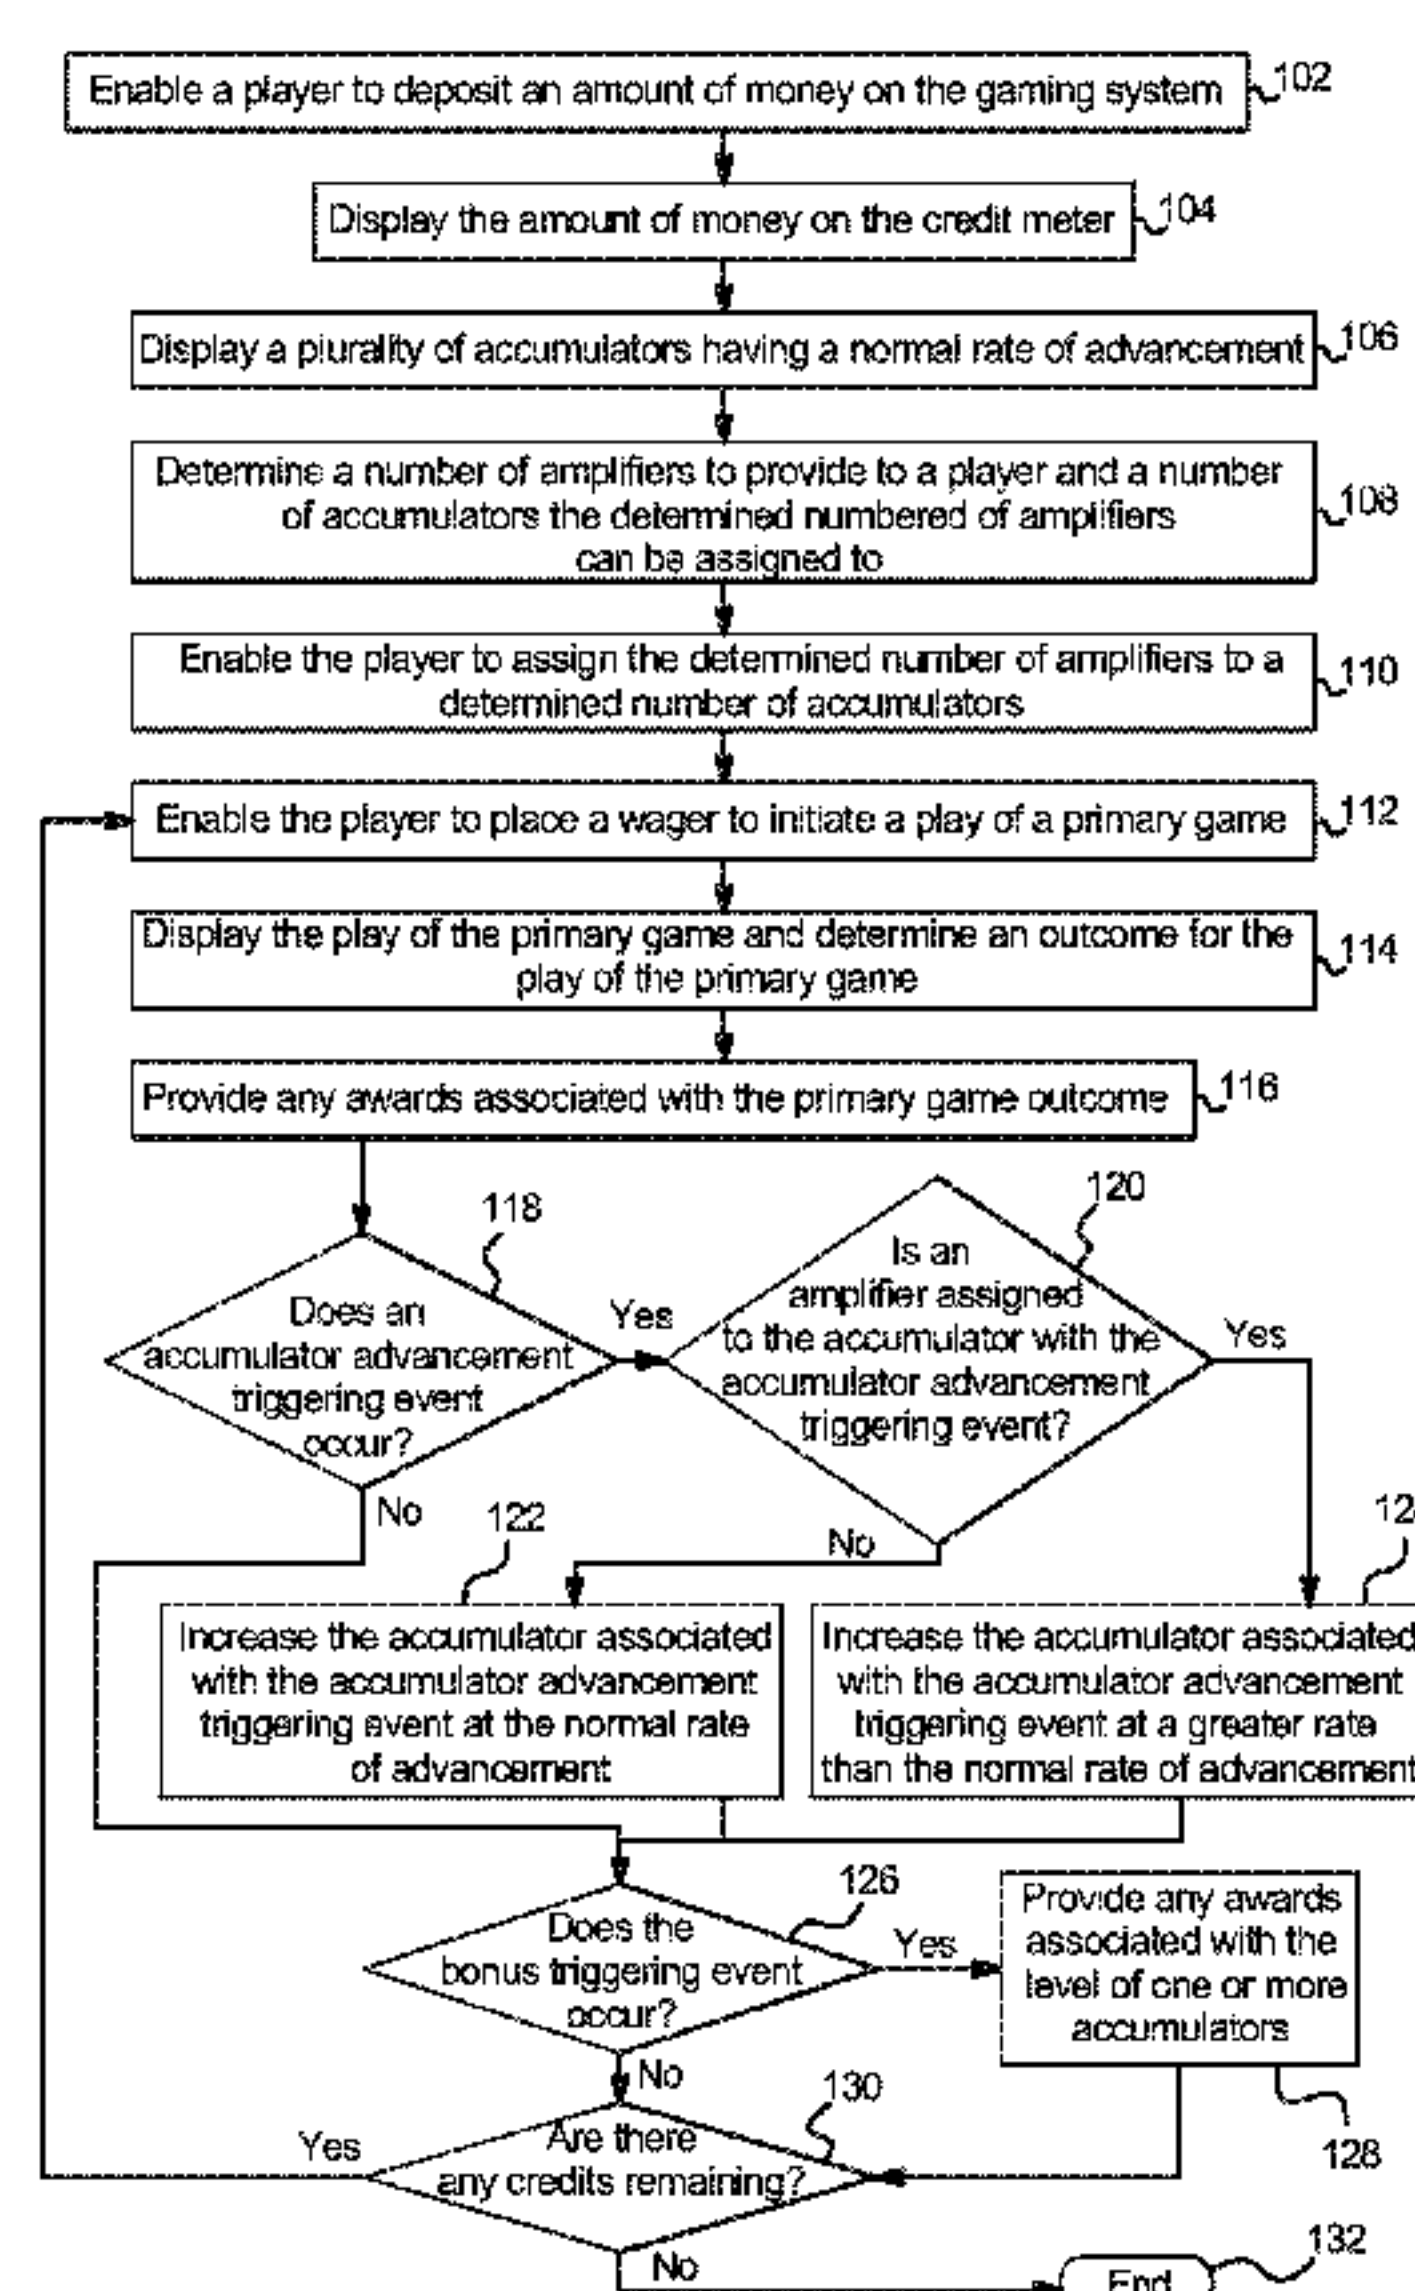 Enable a player to deposit an amount of money on the gaming system
102
Display the amount of money on the credit meter
104
Display a plurality of accumulators having a normal rate of advancement
106
Determine a number of amplifiers to provide to a player and a number
of accumulators the determined numbered of amplifiers
can be assigned to
108
Enable the player to assign the determined number of amplifiers to a
determined number of accumulators
110
Enable the player to place a wager to initiate a play of a primary game
112
Display the play of the primary game and determine an outcome for the
play of the primary game
114
Provide any awards associated with the primary game outcome
116
118
Does an
accumulator advancement
triggering event
occur?
Yes
No
120
Is an
amplifier assigned
to the accumulator with the
accumulator advancement
triggering event?
Yes
No
122
Increase the accumulator associated
with the accumulator advancement
triggering event at the normal rate
of advancement
Increase the accumulator associated
with the accumulator advancement
triggering event at a greater rate
than the normal rate of advancement
126
Does the
bonus triggering event
occur?
Yes
No
Provide any awards
associated with the
level of one or more
accumulators
128
130
Are there
any credits remaining?
Yes
No
132
End